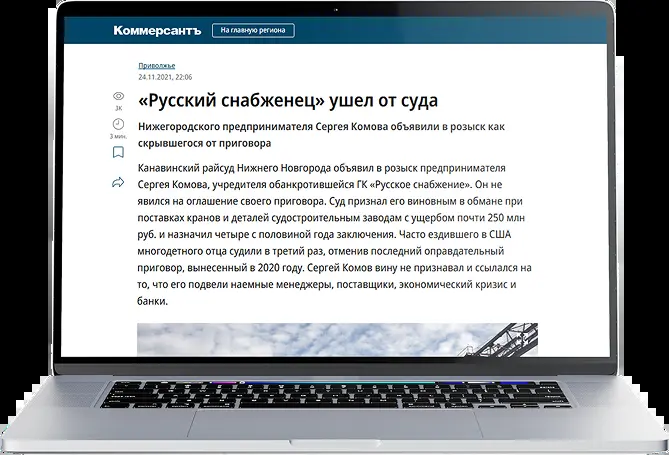 Коммерсантъ На главную региона
Приволжье
24.11.2021, 22:06
3K
3 мин.
«Русский снабженец» ушел от суда
Нижегородского предпринимателя Сергея Комова объявили в розыск как
скрывшегося от приговора
Канавинский райсуд Нижнего Новгорода объявил в розыск предпринимателя
Сергея Комова, учредителя обанкротившейся ГК «Русское снабжение». Он не
явился на оглашение своего приговора. Суд признал его виновным в обмане при
поставках кранов и деталей судостроительным заводам с ущербом почти 250 млн
руб. и назначил четыре с половиной года заключения. Часто ездившего в США
многодетного отца судили в третий раз, отменив последний оправдательный
приговор, вынесенный в 2020 году. Сергей Комов вину не признавал и ссылался на
то, что его подвели наемные менеджеры, поставщики, экономический кризис и
банки.